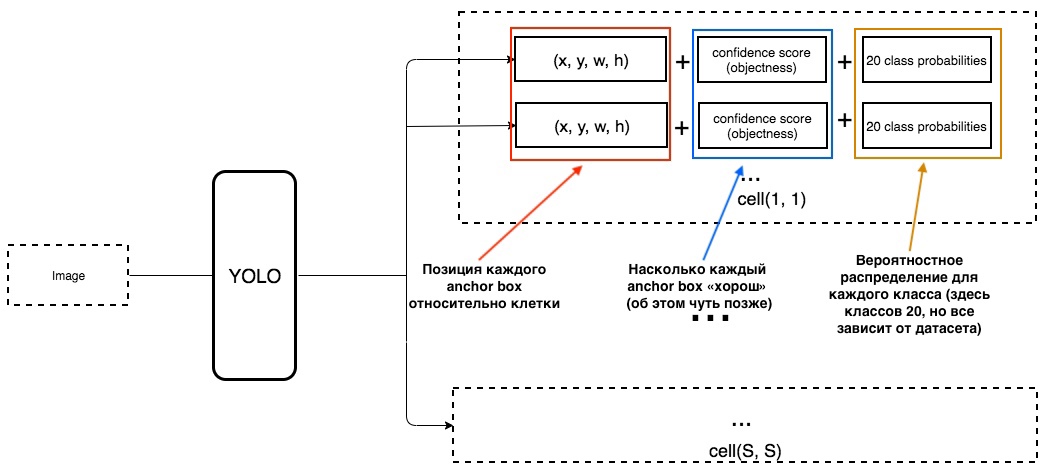 (x, y, w, h) + confidence score (objectness) + 20 class probabilities
(x, y, w, h) + confidence score (objectness) + 20 class probabilities
...
cell(1, 1)
Image
YOLO
Позиция каждого
anchor box
относительно клетки
Насколько каждый
anchor box «хорош»
(об этом чуть позже)
...
Вероятностное
распределение для
каждого класса (здесь
классов 20, но все
зависит от датасета)
...
cell(S, S)